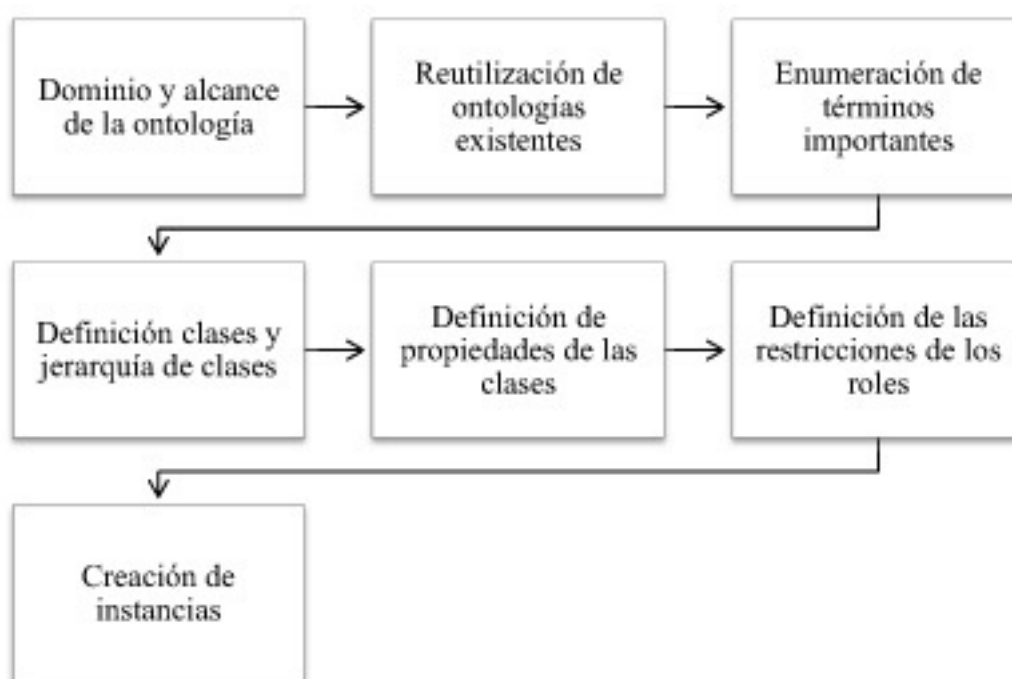 Dominio y alcance
de la ontología
Reutilización de
ontologías
existentes
Enumeración de
términos
importantes
Definición clases y
jerarquía de clases
Definición de
propiedades de las
clases
Definición de las
restricciones de los
roles
Creación de
instancias